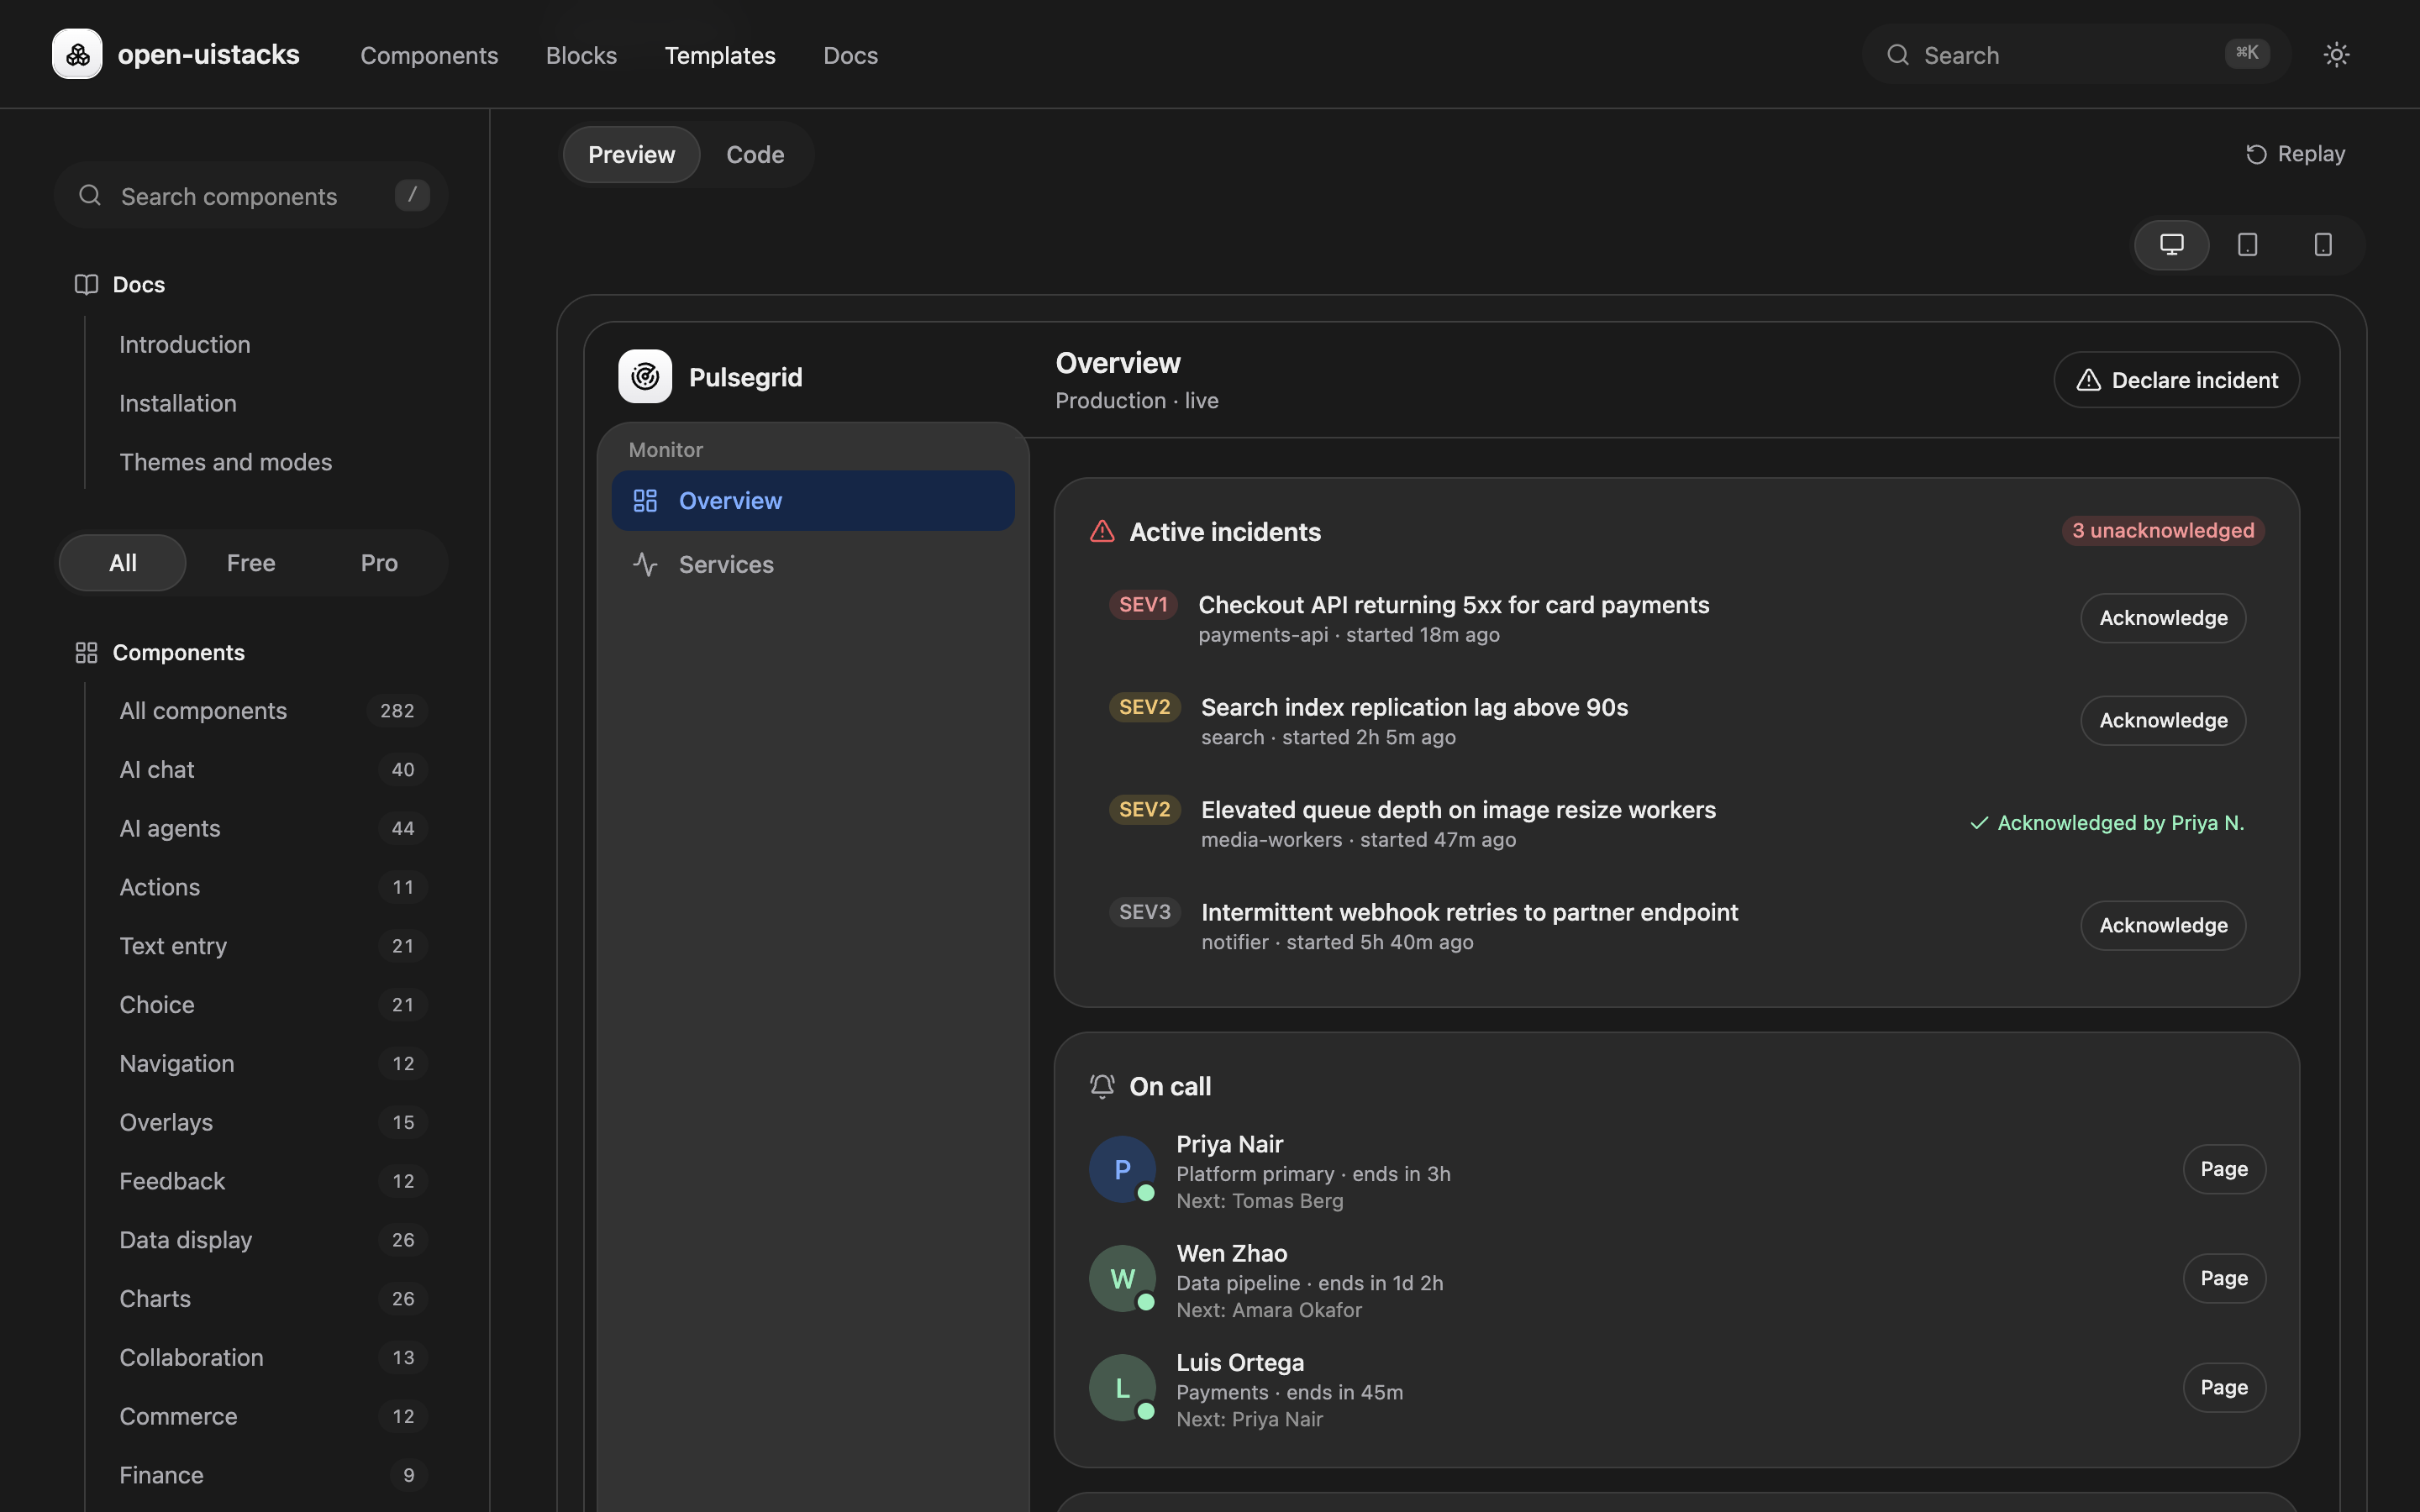 open-uistacks
Components
Blocks
Templates
Docs
Search
⌘K
Search components
/
Docs
Introduction
Installation
Themes and modes
All
Free
Pro
Components
All components 282
AI chat 40
AI agents 44
Actions 11
Text entry 21
Choice 21
Navigation 12
Overlays 15
Feedback 12
Data display 26
Charts 26
Collaboration 13
Commerce 12
Finance 9
Preview
Code
Replay
Pulsegrid
Monitor
Overview
Services
Overview
Production · live
Declare incident
Active incidents
3 unacknowledged
SEV1
Checkout API returning 5xx for card payments
payments-api · started 18m ago
Acknowledge
SEV2
Search index replication lag above 90s
search · started 2h 5m ago
Acknowledge
SEV2
Elevated queue depth on image resize workers
media-workers · started 47m ago
Acknowledged by Priya N.
SEV3
Intermittent webhook retries to partner endpoint
notifier · started 5h 40m ago
Acknowledge
On call
P
Priya Nair
Platform primary · ends in 3h
Next: Tomas Berg
Page
W
Wen Zhao
Data pipeline · ends in 1d 2h
Next: Amara Okafor
Page
L
Luis Ortega
Payments · ends in 45m
Next: Priya Nair
Page